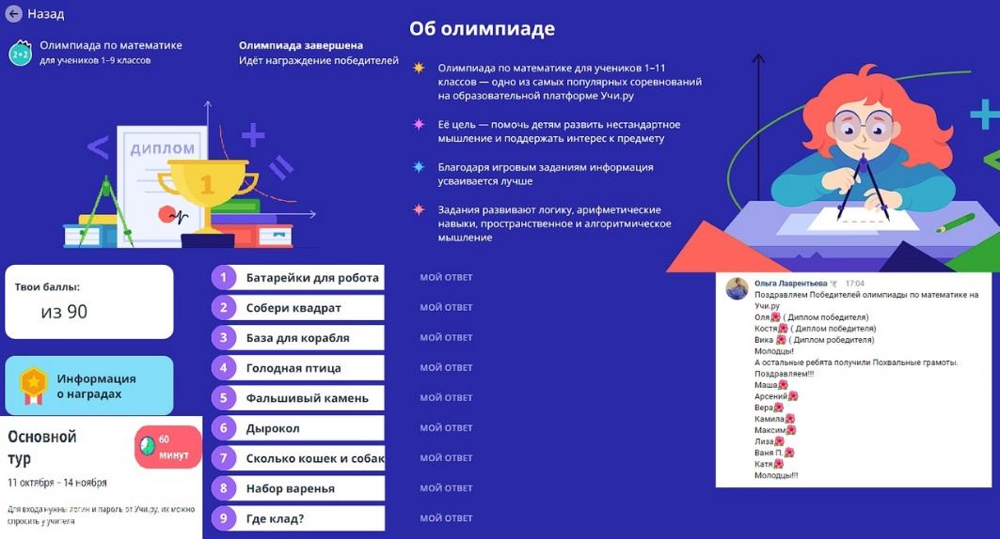 Назад
Олимпиада по математике
для учеников 1–9 классов
2+2
Олимпиада завершена
Идёт награждение победителей
ДИПЛОМ
1
Об олимпиаде
Олимпиада по математике для учеников 1–11
классов — одно из самых популярных соревнований
на образовательной платформе Учи.ру
Её цель — помочь детям развить нестандартное
мышление и поддержать интерес к предмету
Благодаря игровым заданиям информация
усваивается лучше
Задания развивают логику, арифметические
навыки, пространственное и алгоритмическое
мышление
Твои баллы:
из 90
Информация
о наградах
Основной
тур
60
минут
11 октября – 14 ноября
Для входа нужны логин и пароль от Учи.ру, их можно
спросить у учителя
1 Батарейки для робота МОЙ ОТВЕТ
2 Собери квадрат МОЙ ОТВЕТ
3 База для корабля МОЙ ОТВЕТ
4 Голодная птица МОЙ ОТВЕТ
5 Фальшивый камень МОЙ ОТВЕТ
6 Дырокол МОЙ ОТВЕТ
7 Сколько кошек и собак МОЙ ОТВЕТ
8 Набор варенья МОЙ ОТВЕТ
9 Где клад? МОЙ ОТВЕТ
Ольга Лаврентьева 17:04
Поздравляем Победителей олимпиады по математике на
Учи.ру
Оля ( Диплом победителя)
Костя ( Диплом победителя)
Вика ( Диплом робедителя)
Молодцы!
А остальные ребята получили Похвальные грамоты.
Поздравляем!!!
Маша
Арсений
Вера
Камила
Максим
Лиза
Ваня П.
Катя
Молодцы!!!